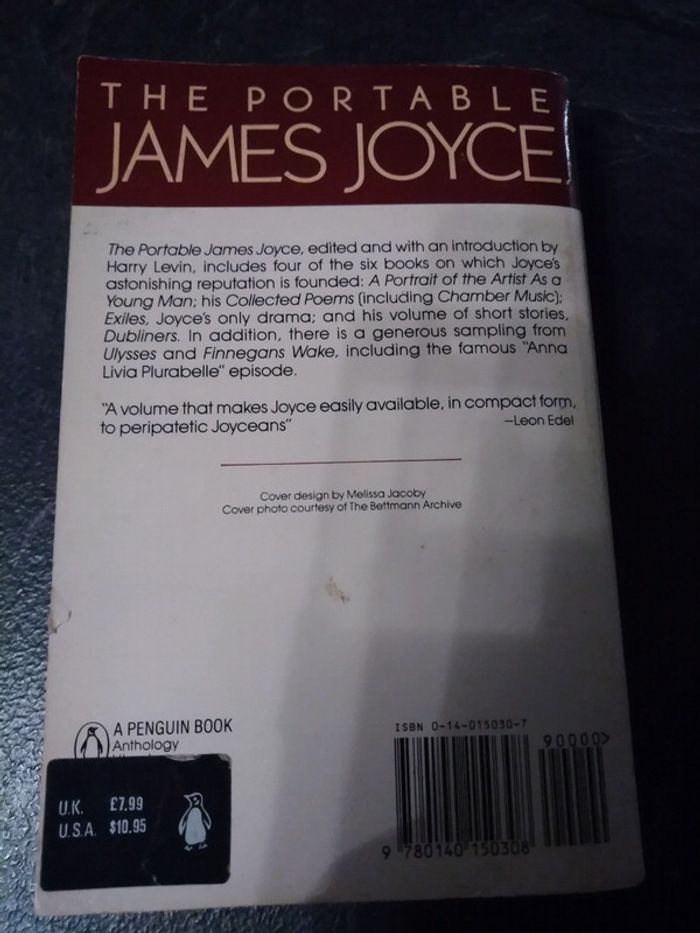 THE PORTABLE
JAMES JOYCE
The Portable James Joyce, edited and with an introduction by
Harry Levin, includes four of the six books on which Joyce's
astonishing reputation is founded: A Portrait of the Artist As a
Young Man; his Collected Poems (including Chamber Music);
Exiles, Joyce's only drama; and his volume of short stories,
Dubliners. In addition, there is a generous sampling from
Ulysses and Finnegans Wake, including the famous "Anna
Livia Plurabelle" episode.
"A volume that makes Joyce easily available, in compact form,
to peripatetic Joyceans"
—Leon Edel
Cover design by Melissa Jacoby
Cover photo courtesy of The Bettmann Archive
A PENGUIN BOOK
Anthology
U.K. £7.99
U.S.A. $10.95
ISBN 0-14-015030-7
90000>
9 780140 150308